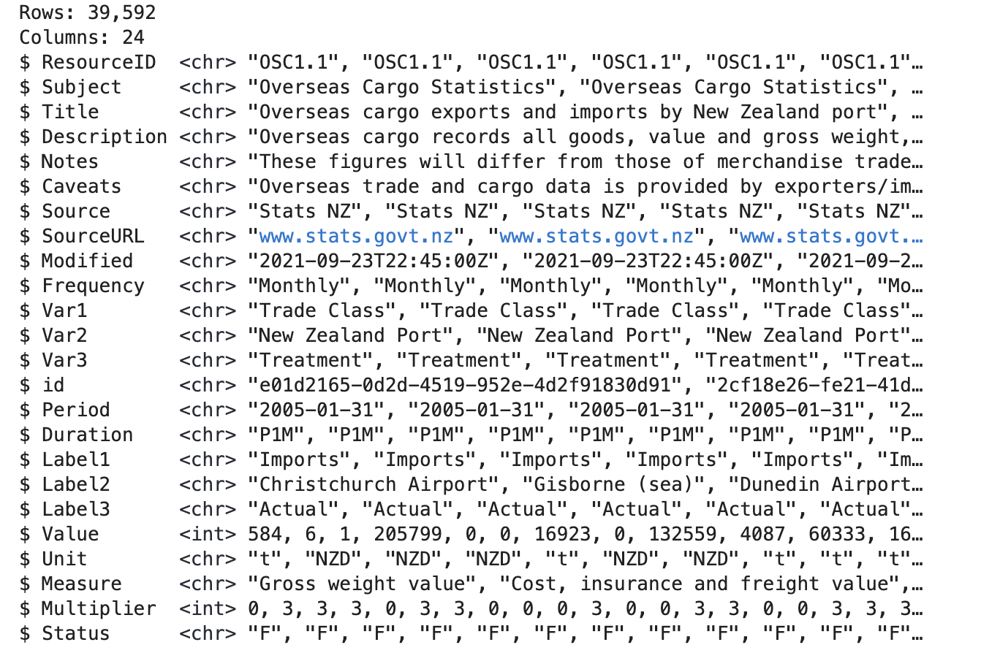 Rows: 39,592
Columns: 24
$ ResourceID  <chr> "OSC1.1", "OSC1.1", "OSC1.1", "OSC1.1", "OSC1.1", "OSC1.1"…
$ Subject     <chr> "Overseas Cargo Statistics", "Overseas Cargo Statistics", …
$ Title       <chr> "Overseas cargo exports and imports by New Zealand port", …
$ Description <chr> "Overseas cargo records all goods, value and gross weight,…
$ Notes       <chr> "These figures will differ from those of merchandise trade…
$ Caveats     <chr> "Overseas trade and cargo data is provided by exporters/im…
$ Source      <chr> "Stats NZ", "Stats NZ", "Stats NZ", "Stats NZ", "Stats NZ"…
$ SourceURL   <chr> "www.stats.govt.nz", "www.stats.govt.nz", "www.stats.govt.…
$ Modified    <chr> "2021-09-23T22:45:00Z", "2021-09-23T22:45:00Z", "2021-09-2…
$ Frequency   <chr> "Monthly", "Monthly", "Monthly", "Monthly", "Monthly", "Mo…
$ Var1        <chr> "Trade Class", "Trade Class", "Trade Class", "Trade Class"…
$ Var2        <chr> "New Zealand Port", "New Zealand Port", "New Zealand Port"…
$ Var3        <chr> "Treatment", "Treatment", "Treatment", "Treatment", "Treat…
$ id          <chr> "e01d2165-0d2d-4519-952e-4d2f91830d91", "2cf18e26-fe21-41d…
$ Period      <chr> "2005-01-31", "2005-01-31", "2005-01-31", "2005-01-31", "2…
$ Duration    <chr> "P1M", "P1M", "P1M", "P1M", "P1M", "P1M", "P1M", "P1M", "P…
$ Label1      <chr> "Imports", "Imports", "Imports", "Imports", "Imports", "Im…
$ Label2      <chr> "Christchurch Airport", "Gisborne (sea)", "Dunedin Airport…
$ Label3      <chr> "Actual", "Actual", "Actual", "Actual", "Actual", "Actual"…
$ Value       <int> 584, 6, 1, 205799, 0, 0, 16923, 0, 132559, 4087, 60333, 16…
$ Unit        <chr> "t", "NZD", "NZD", "NZD", "t", "NZD", "NZD", "t", "t", "t"…
$ Measure     <chr> "Gross weight value", "Cost, insurance and freight value",…
$ Multiplier  <int> 0, 3, 3, 3, 0, 3, 3, 0, 0, 0, 3, 0, 0, 3, 3, 0, 0, 3, 3, 3…
$ Status      <chr> "F", "F", "F", "F", "F", "F", "F", "F", "F", "F", "F", "F"…